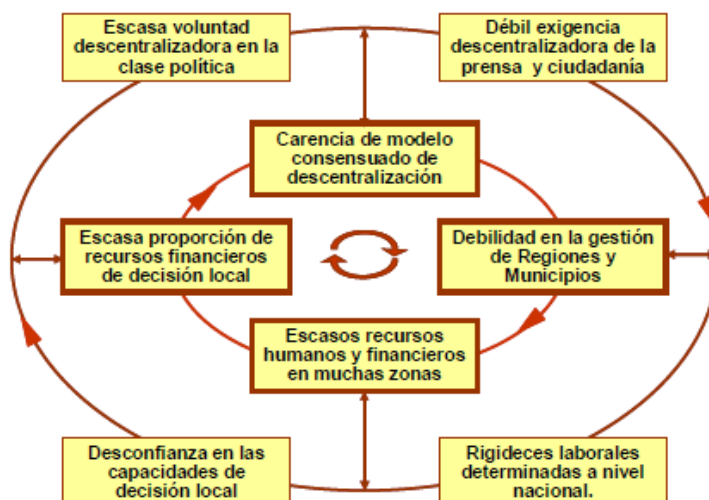 Escasa voluntad
descentralizadora en la
clase política
Débil exigencia
descentralizadora de la
prensa y ciudadanía
Carencia de modelo
consensuado de
descentralización
Escasa proporción de
recursos financieros
de decisión local
Debilidad en la gestión
de Regiones y
Municipios
Escasos recursos
humanos y financieros
en muchas zonas
Desconfianza en las
capacidades de
decisión local
Rigideces laborales
determinadas a nivel
nacional.